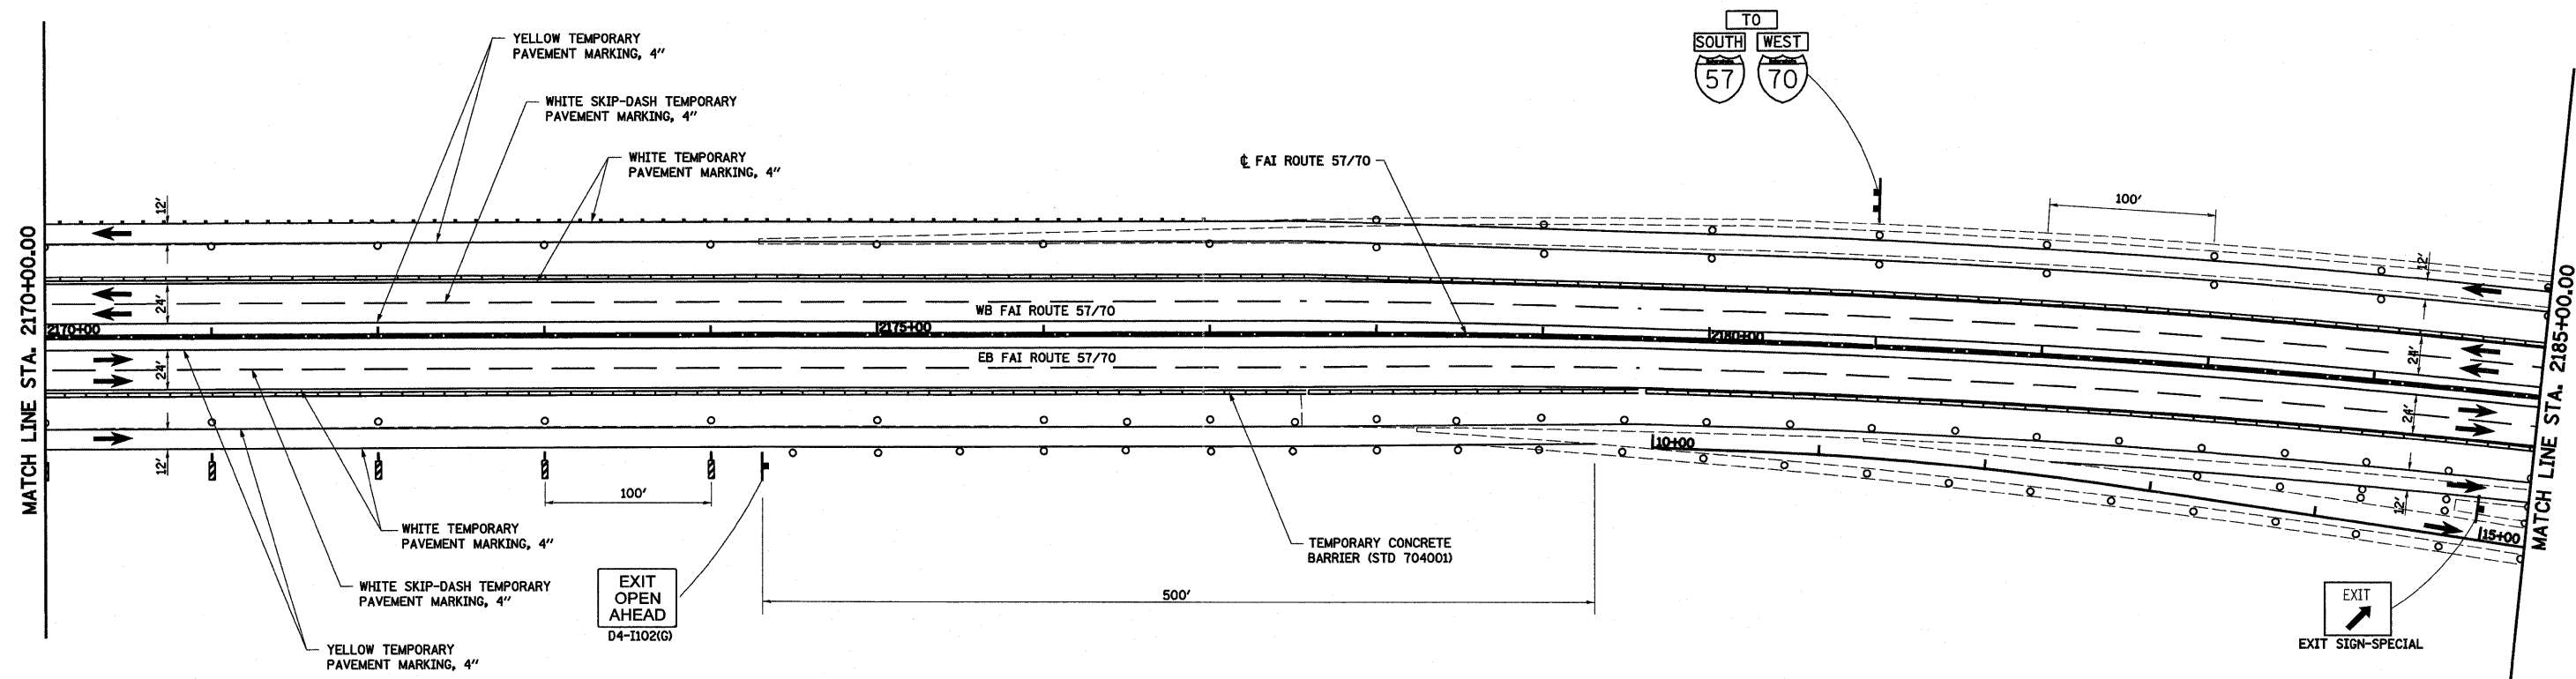 YELLOW TEMPORARY
PAVEMENT MARKING, 4"
WHITE SKIP-DASH TEMPORARY
PAVEMENT MARKING, 4"
WHITE TEMPORARY
PAVEMENT MARKING, 4"
TO
SOUTH WEST
57 70
℄ FAI ROUTE 57/70
100'
12'
12'
24'
24'
WB FAI ROUTE 57/70
2170+00
2175+00
2180+00
EB FAI ROUTE 57/70
24'
24'
10+00
12'
12'
15+00
100'
500'
MATCH LINE STA. 2170+00.00
MATCH LINE STA. 2185+00.00
WHITE TEMPORARY
PAVEMENT MARKING, 4"
WHITE SKIP-DASH TEMPORARY
PAVEMENT MARKING, 4"
YELLOW TEMPORARY
PAVEMENT MARKING, 4"
EXIT
OPEN
AHEAD
D4-I102(G)
TEMPORARY CONCRETE
BARRIER (STD 704001)
EXIT
EXIT SIGN-SPECIAL